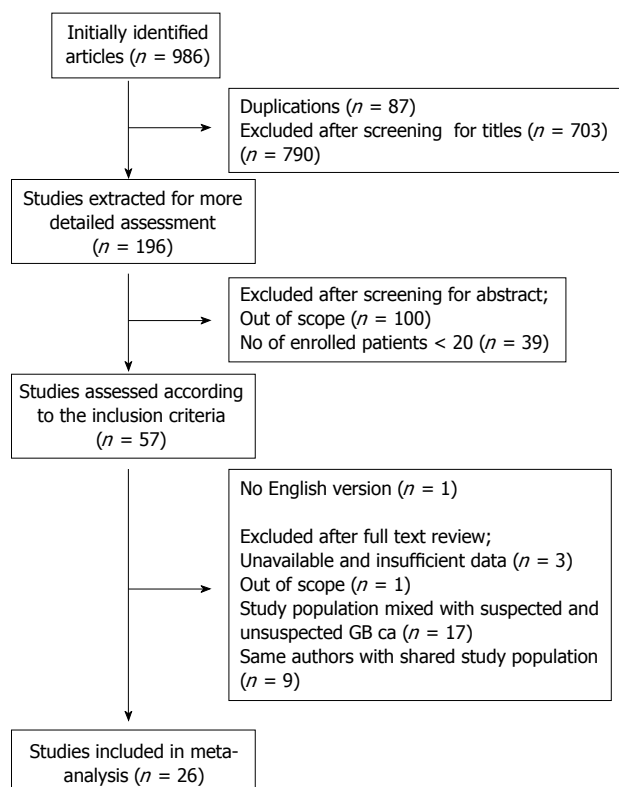 Initially identified
articles (n = 986)
Duplications (n = 87)
Excluded after screening for titles (n = 703)
(n = 790)
Studies extracted for more
detailed assessment
(n = 196)
Excluded after screening for abstract;
Out of scope (n = 100)
No of enrolled patients < 20 (n = 39)
Studies assessed according
to the inclusion criteria
(n = 57)
No English version (n = 1)
Excluded after full text review;
Unavailable and insufficient data (n = 3)
Out of scope (n = 1)
Study population mixed with suspected and
unsuspected GB ca (n = 17)
Same authors with shared study population
(n = 9)
Studies included in meta-
analysis (n = 26)